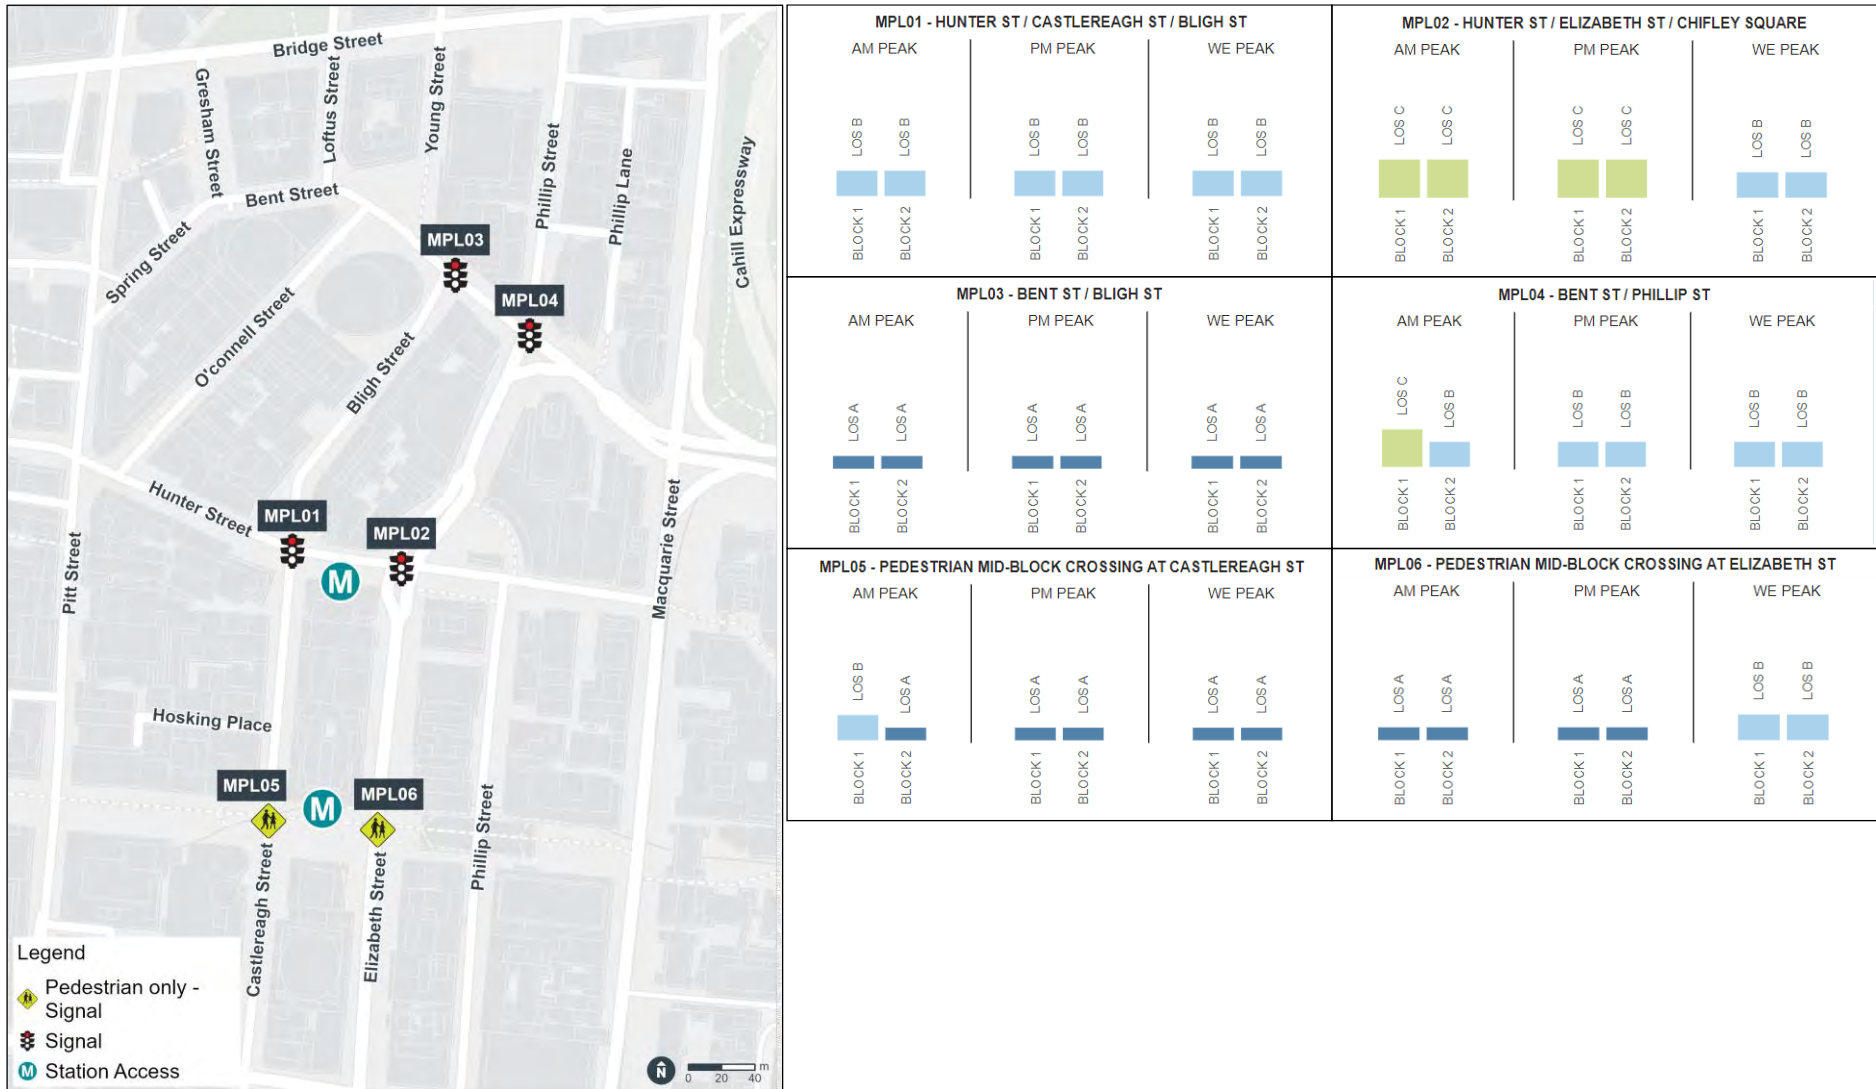 Bridge Street
Gresham Street
Loftus Street
Young Street
Phillip Street
Phillip Lane
Cahill Expressway
Bent Street
Spring Street
MPL03
MPL04
O'connell Street
Bligh Street
Hunter Street
MPL01
MPL02
M
Pitt Street
Macquarie Street
Hosking Place
MPL05
M
MPL06
Phillip Street
Castlereagh Street
Elizabeth Street
Legend
Pedestrian only -
Signal
Signal
M Station Access
N
0 20 40 m
MPL01 - HUNTER ST / CASTLEREAGH ST / BLIGH ST
AM PEAK PM PEAK WE PEAK
LOS B LOS B LOS B LOS B LOS B LOS B
BLOCK 1 BLOCK 2 BLOCK 1 BLOCK 2 BLOCK 1 BLOCK 2
MPL02 - HUNTER ST / ELIZABETH ST / CHIFLEY SQUARE
AM PEAK PM PEAK WE PEAK
LOS C LOS C LOS C LOS C LOS B LOS B
BLOCK 1 BLOCK 2 BLOCK 1 BLOCK 2 BLOCK 1 BLOCK 2
MPL03 - BENT ST / BLIGH ST
AM PEAK PM PEAK WE PEAK
LOS A LOS A LOS A LOS A LOS A LOS A
BLOCK 1 BLOCK 2 BLOCK 1 BLOCK 2 BLOCK 1 BLOCK 2
MPL04 - BENT ST / PHILLIP ST
AM PEAK PM PEAK WE PEAK
LOS C LOS B LOS B LOS B LOS B LOS B
BLOCK 1 BLOCK 2 BLOCK 1 BLOCK 2 BLOCK 1 BLOCK 2
MPL05 - PEDESTRIAN MID-BLOCK CROSSING AT CASTLEREAGH ST
AM PEAK PM PEAK WE PEAK
LOS B LOS A LOS A LOS A LOS A LOS A
BLOCK 1 BLOCK 2 BLOCK 1 BLOCK 2 BLOCK 1 BLOCK 2
MPL06 - PEDESTRIAN MID-BLOCK CROSSING AT ELIZABETH ST
AM PEAK PM PEAK WE PEAK
LOS A LOS A LOS A LOS A LOS B LOS B
BLOCK 1 BLOCK 2 BLOCK 1 BLOCK 2 BLOCK 1 BLOCK 2